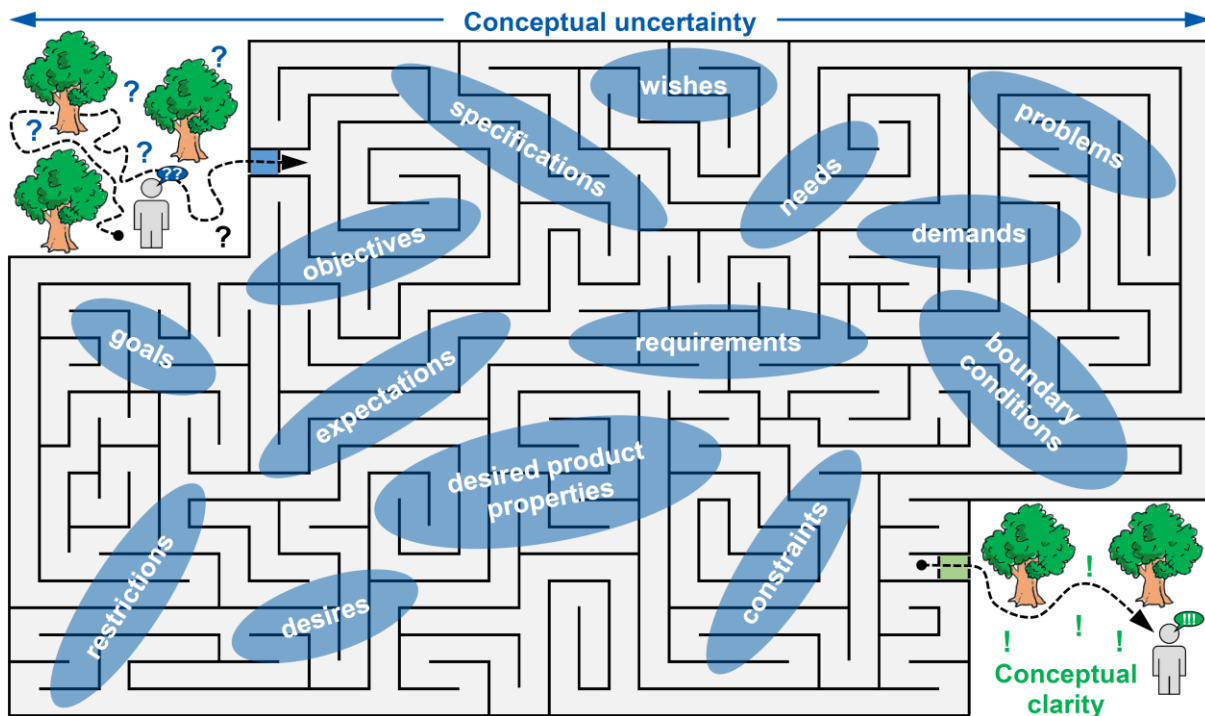 Conceptual uncertainty
?
?
?
?
??
?
wishes
specifications
problems
needs
demands
objectives
goals
requirements
boundary
conditions
expectations
desired product
properties
restrictions
desires
constraints
!
!
!
!
!!!
Conceptual
clarity